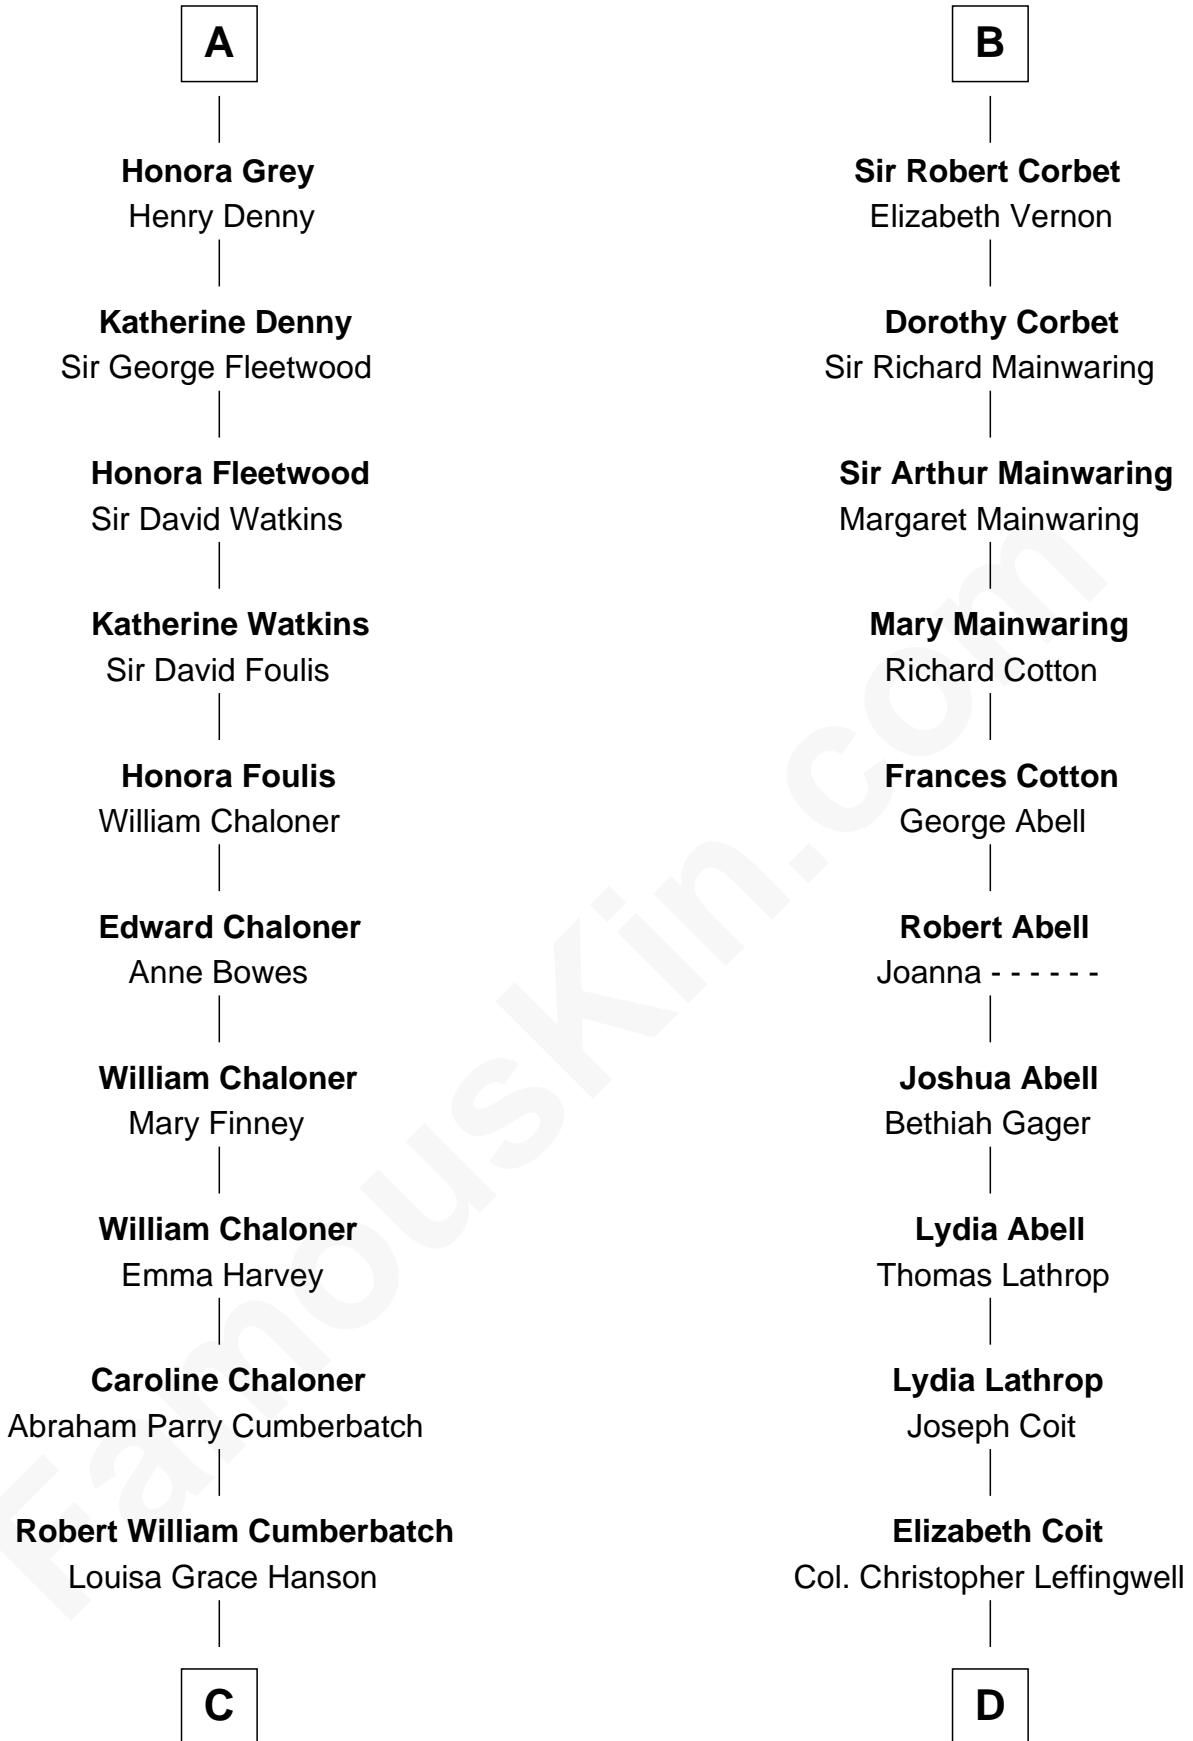 A
Honora Grey
Henry Denny
Katherine Denny
Sir George Fleetwood
Honora Fleetwood
Sir David Watkins
Katherine Watkins
Sir David Foulis
Honora Foulis
William Chaloner
Edward Chaloner
Anne Bowes
William Chaloner
Mary Finney
William Chaloner
Emma Harvey
Caroline Chaloner
Abraham Parry Cumberbatch
Robert William Cumberbatch
Louisa Grace Hanson
C
B
Sir Robert Corbet
Elizabeth Vernon
Dorothy Corbet
Sir Richard Mainwaring
Sir Arthur Mainwaring
Margaret Mainwaring
Mary Mainwaring
Richard Cotton
Frances Cotton
George Abell
Robert Abell
Joanna - - - - - -
Joshua Abell
Bethiah Gager
Lydia Abell
Thomas Lathrop
Lydia Lathrop
Joseph Coit
Elizabeth Coit
Col. Christopher Leffingwell
D
FamousKin.com